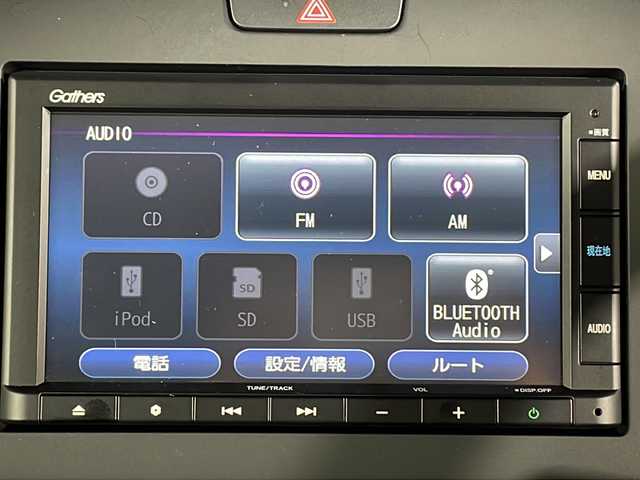 Gathers
AUDIO
■画質
CD
FM
AM
MENU
現在地
iPod
SD
SD
USB
BLUETOOTH
Audio
AUDIO
電話
設定/情報
ルート
TUNE/TRACK
VOL
■DISP.OFF